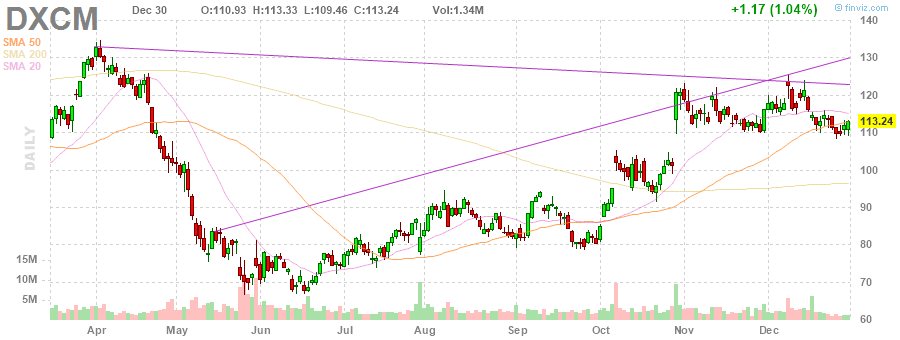 DXCM Dec 30 O:110.93 H:113.33 L:109.46 C:113.24 Vol:1.34M +1.17 (1.04%) @ finviz.com
SMA 50
SMA 200
SMA 20
DAILY
140
130
120
113.24
110
100
90
80
70
60
15M
10M
5M
Apr May Jun Jul Aug Sep Oct Nov Dec